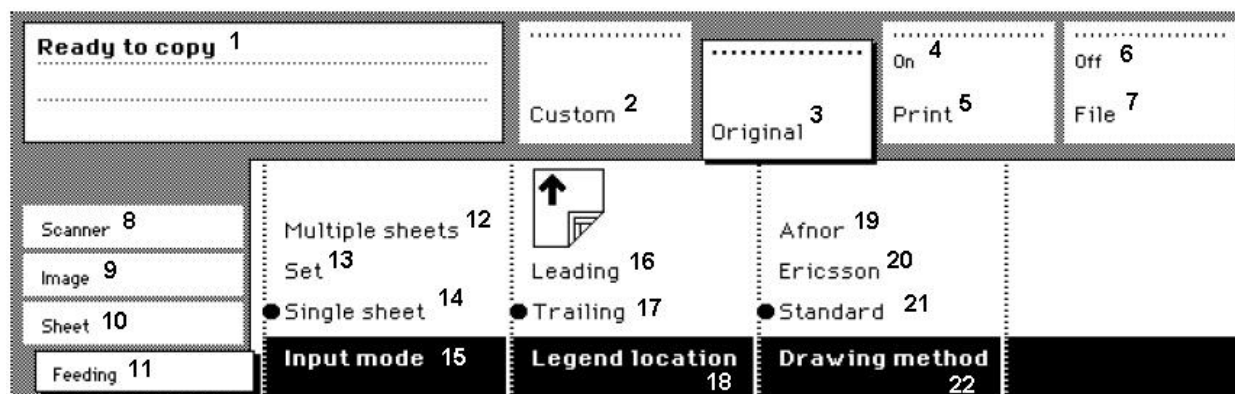 Ready to copy 1
Custom 2
Original 3
On 4
Print 5
Off 6
File 7
Scanner 8
Image 9
Sheet 10
Feeding 11
Multiple sheets 12
Set 13
Single sheet 14
Input mode 15
Leading 16
Trailing 17
Legend location
18
Afnor 19
Ericsson 20
Standard 21
Drawing method
22